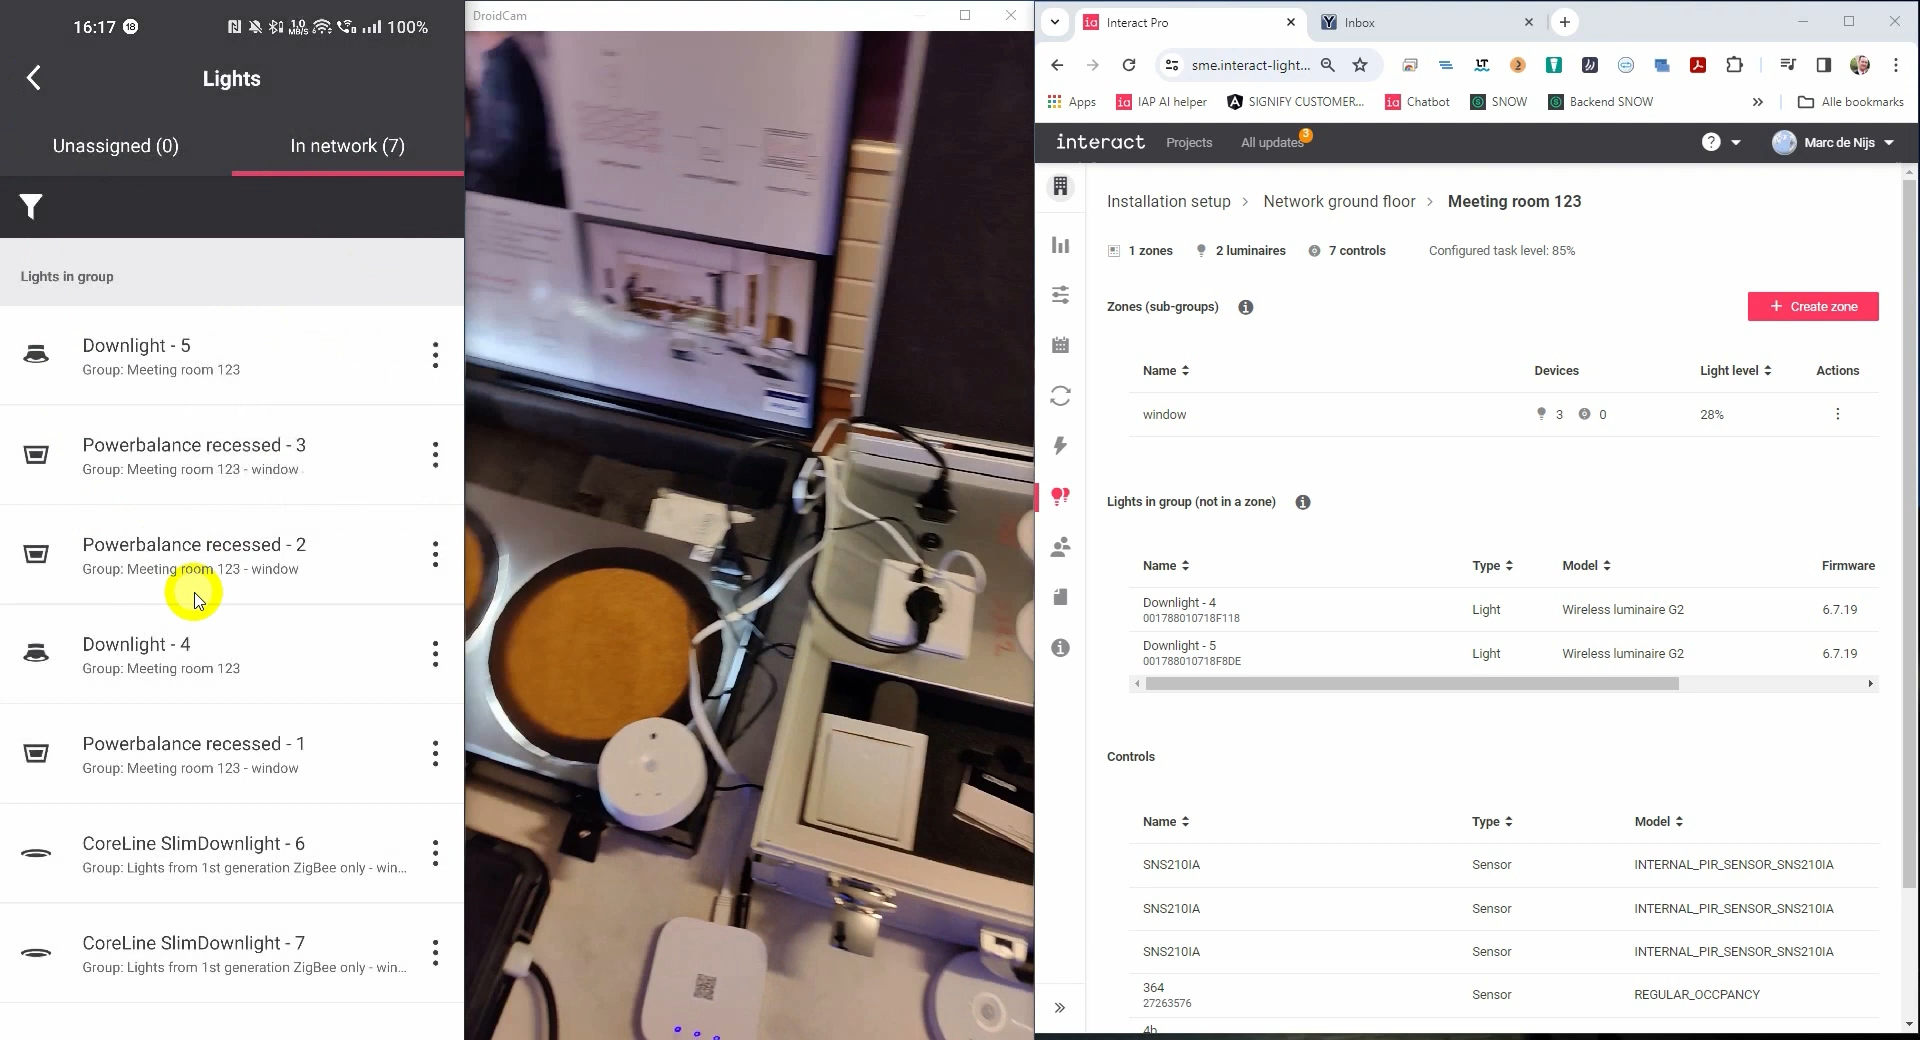 16:17 18 1.0 MB/S 100%
Lights
Unassigned (0) In network (7)
Lights in group
Downlight - 5
Group: Meeting room 123
Powerbalance recessed - 3
Group: Meeting room 123 - window
Powerbalance recessed - 2
Group: Meeting room 123 - window
Downlight - 4
Group: Meeting room 123
Powerbalance recessed - 1
Group: Meeting room 123 - window
CoreLine SlimDownlight - 6
Group: Lights from 1st generation ZigBee only - win...
CoreLine SlimDownlight - 7
Group: Lights from 1st generation ZigBee only - win...
DroidCam
ia Interact Pro Inbox
sme.interact-light...
Apps ia IAP AI helper SIGNIFY CUSTOMER... ia Chatbot SNOW Backend SNOW » Alle bookmarks
interact Projects All updates 3 Marc de Nijs
Installation setup > Network ground floor > Meeting room 123
1 zones 2 luminaires 7 controls Configured task level: 85%
Zones (sub-groups) + Create zone
Name Devices Light level Actions
window 3 0 28%
Lights in group (not in a zone)
Name Type Model Firmware
Downlight - 4 Light Wireless luminaire G2 6.7.19
001788010718F118
Downlight - 5 Light Wireless luminaire G2 6.7.19
001788010718F8DE
Controls
Name Type Model
SNS210IA Sensor INTERNAL_PIR_SENSOR_SNS210IA
SNS210IA Sensor INTERNAL_PIR_SENSOR_SNS210IA
SNS210IA Sensor INTERNAL_PIR_SENSOR_SNS210IA
364 Sensor REGULAR_OCCPANCY
27263576
4b